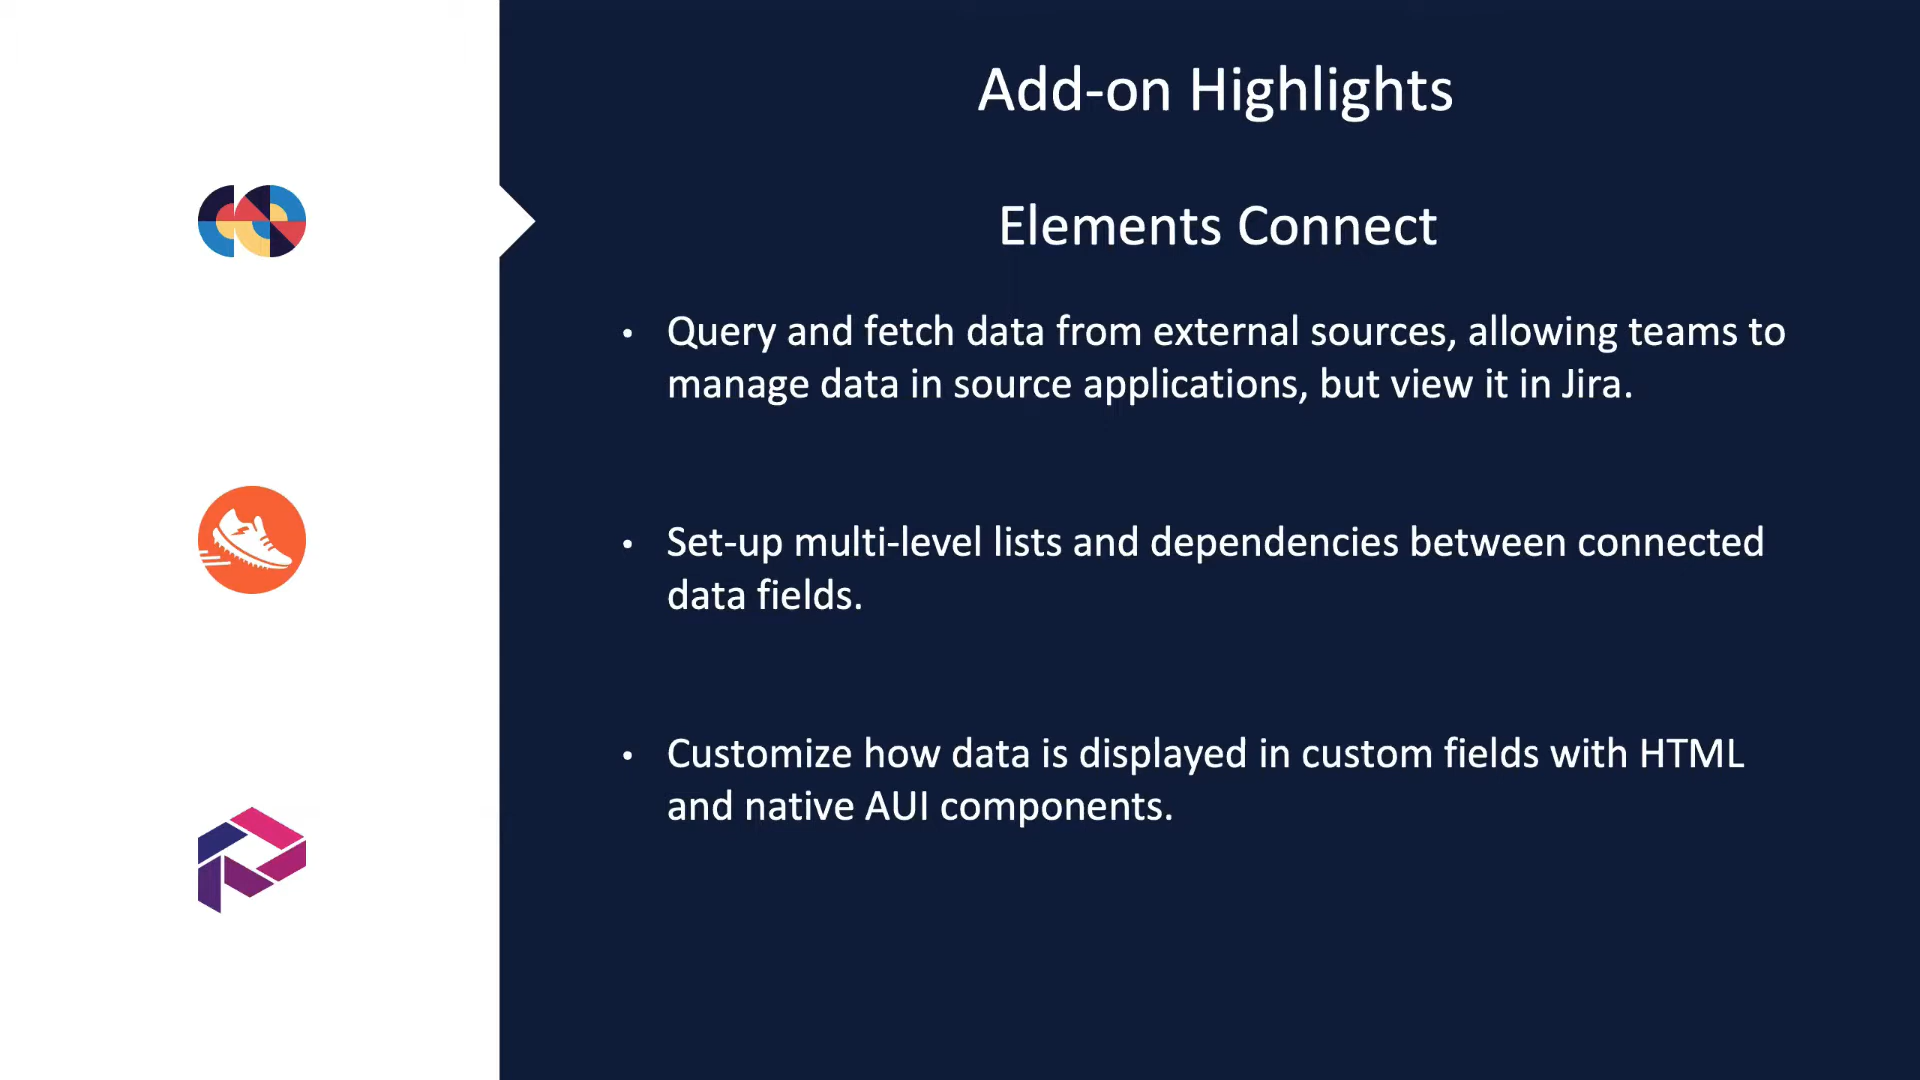 Add-on Highlights
Elements Connect
• Query and fetch data from external sources, allowing teams to
manage data in source applications, but view it in Jira.
• Set-up multi-level lists and dependencies between connected
data fields.
• Customize how data is displayed in custom fields with HTML
and native AUI components.